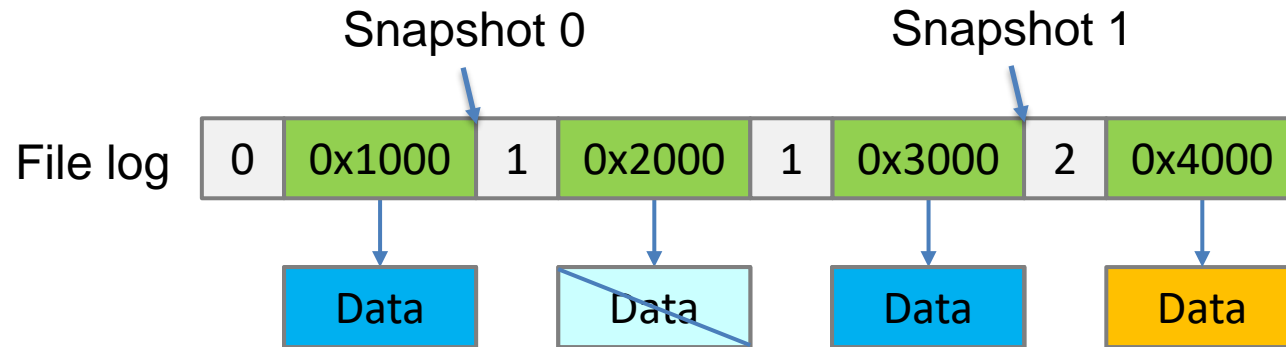 Snapshot 0 Snapshot 1
File log 0 0x1000 1 0x2000 1 0x3000 2 0x4000
Data Data Data Data